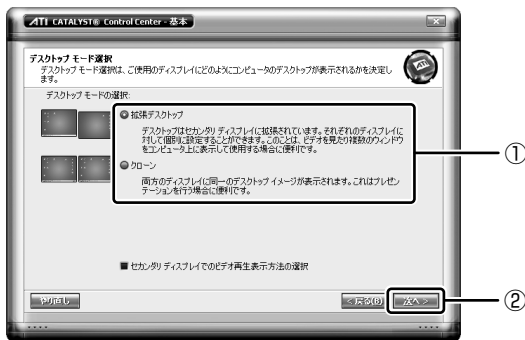 ATI CATALYST® Control Center - 基本
デスクトップ モード選択
デスクトップ モード選択は、ご使用のディスプレイにどのようにコンピュータのデスクトップが表示されるかを決定し
ます。
デスクトップ モードの選択:
拡張デスクトップ
デスクトップはセカンダリ ディスプレイに拡張されています。それぞれのディスプレイに
対して個別に設定することができます。このことは、ビデオを見たり複数のウィンドウ
をコンピュータ上に表示して使用する場合に便利です。
①
クローン
両方のディスプレイに同一のデスクトップ イメージが表示されます。これはプレゼン
テーションを行う場合に便利です。
セカンダリ ディスプレイでのビデオ再生表示方法の選択
やり直し
< 戻る(B)
次へ >
②